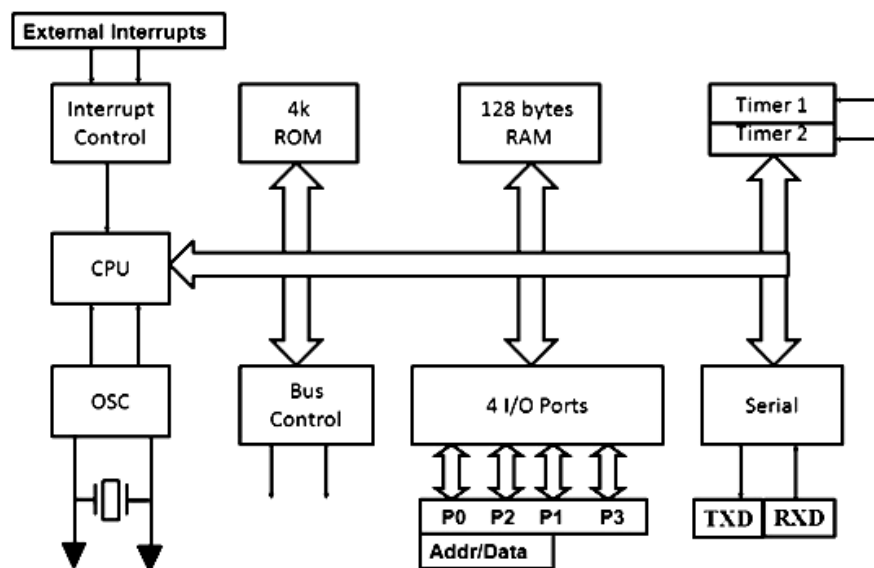 External Interrupts
Interrupt
Control
4k
ROM
128 bytes
RAM
Timer 1
Timer 2
CPU
OSC
Bus
Control
4 I/O Ports
Serial
P0 P2 P1 P3
Addr/Data
TXD RXD